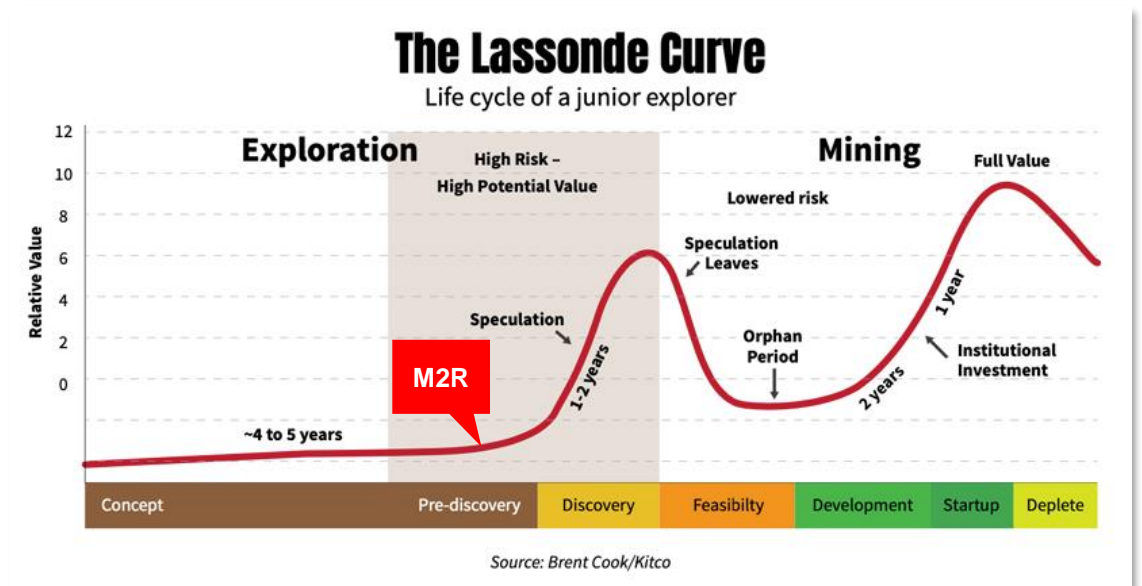 The Lassonde Curve
Life cycle of a junior explorer
Relative Value
12
10
8
6
4
2
0
Exploration
High Risk –
High Potential Value
Mining
Full Value
Lowered risk
Speculation
Leaves
Speculation
M2R
1-2 years
~4 to 5 years
Orphan
Period
2 years
1 year
Institutional
Investment
Concept
Pre-discovery
Discovery
Feasibilty
Development
Startup
Deplete
Source: Brent Cook/Kitco